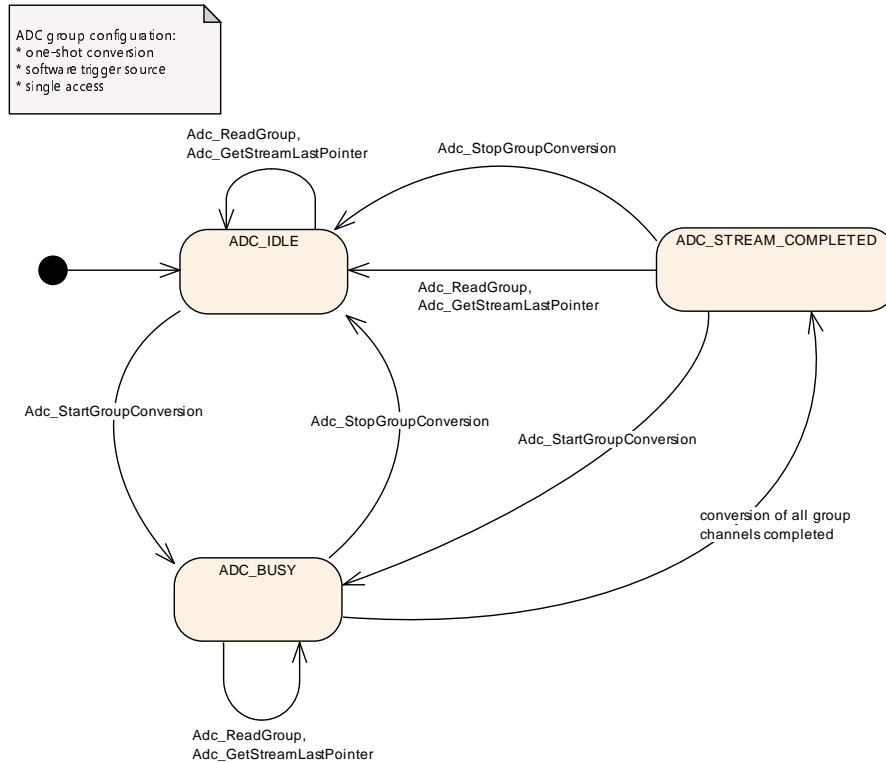 ADC group configuration:
* one-shot conversion
* software trigger source
* single access
Adc_ReadGroup,
Adc_GetStreamLastPointer
Adc_StopGroupConversion
ADC_IDLE
ADC_STREAM_COMPLETED
Adc_ReadGroup,
Adc_GetStreamLastPointer
Adc_StartGroupConversion
Adc_StopGroupConversion
Adc_StartGroupConversion
conversion of all group
channels completed
ADC_BUSY
Adc_ReadGroup,
Adc_GetStreamLastPointer